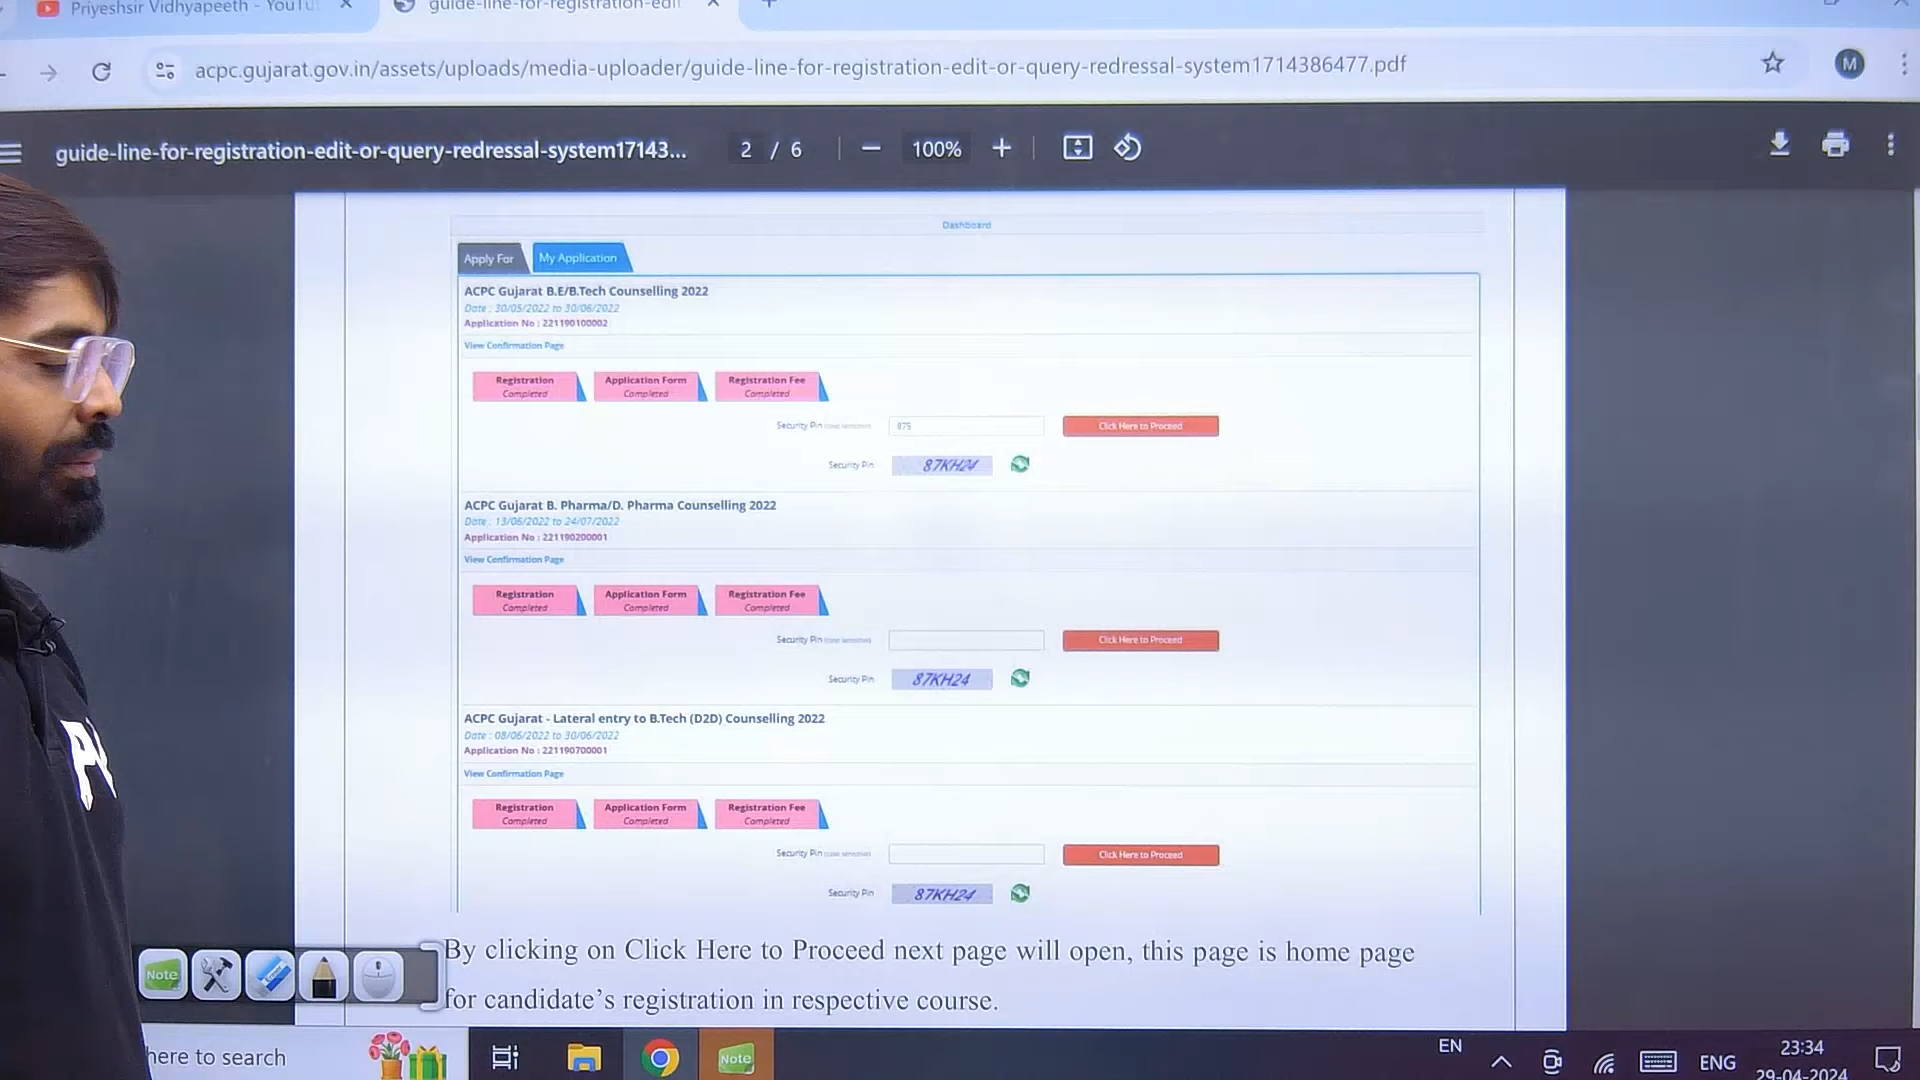 Priyeshsir Vidhyapeeth - YouTu
guide-line-for-registration-edit
acpc.gujarat.gov.in/assets/uploads/media-uploader/guide-line-for-registration-edit-or-query-redressal-system1714386477.pdf
M
guide-line-for-registration-edit-or-query-redressal-system17143...
2 / 6
100%
Dashboard
Apply For
My Application
ACPC Gujarat B.E/B.Tech Counselling 2022
Date : 30/05/2022 to 30/06/2022
Application No : 221190100002
View Confirmation Page
Registration Completed
Application Form Completed
Registration Fee Completed
Security Pin (case sensitive)
875
Click Here to Proceed
Security Pin
87KH24
ACPC Gujarat B. Pharma/D. Pharma Counselling 2022
Date : 13/06/2022 to 24/07/2022
Application No : 221190200001
View Confirmation Page
Registration Completed
Application Form Completed
Registration Fee Completed
Security Pin (case sensitive)
Click Here to Proceed
Security Pin
87KH24
ACPC Gujarat - Lateral entry to B.Tech (D2D) Counselling 2022
Date : 08/06/2022 to 30/06/2022
Application No : 221190700001
View Confirmation Page
Registration Completed
Application Form Completed
Registration Fee Completed
Security Pin (case sensitive)
Click Here to Proceed
Security Pin
87KH24
By clicking on Click Here to Proceed next page will open, this page is home page
for candidate's registration in respective course.
Note
here to search
Note
EN
ENG
23:34
29-04-2024